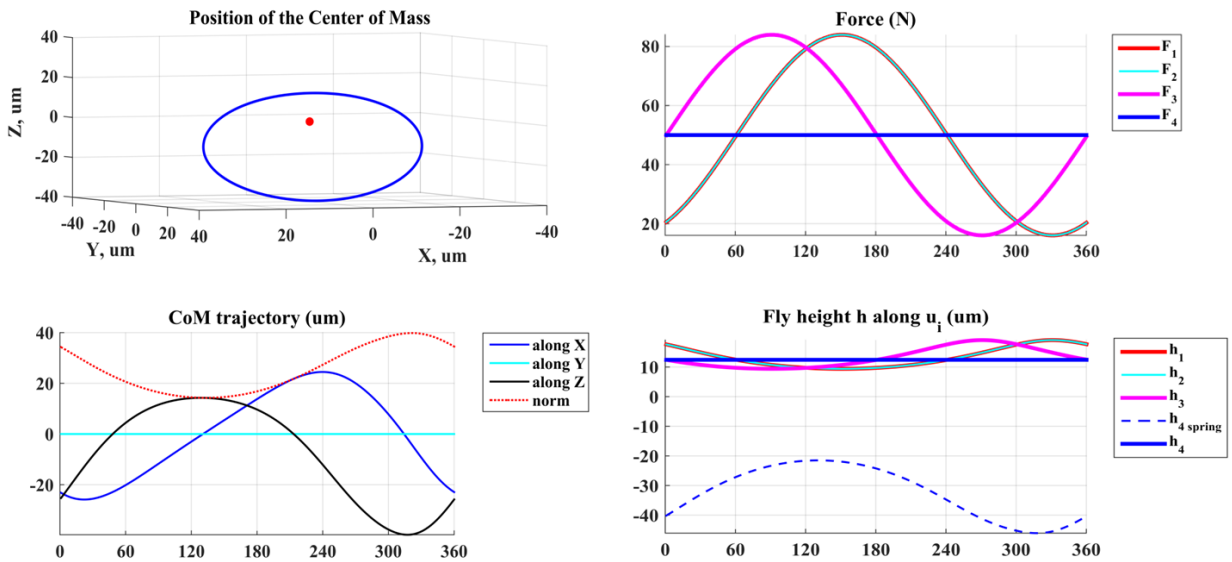 Position of the Center of Mass
40
20
0
-20
-40
Z, um
-40
-20
0
20
40
Y, um
20
0
-20
-40
X, um
Force (N)
80
60
40
20
0
60
120
180
240
300
360
F1
F2
F3
F4
CoM trajectory (um)
40
20
0
-20
0
60
120
180
240
300
360
along X
along Y
along Z
norm
Fly height h along ui (um)
10
0
-10
-20
-30
-40
0
60
120
180
240
300
360
h1
h2
h3
h4 spring
h4